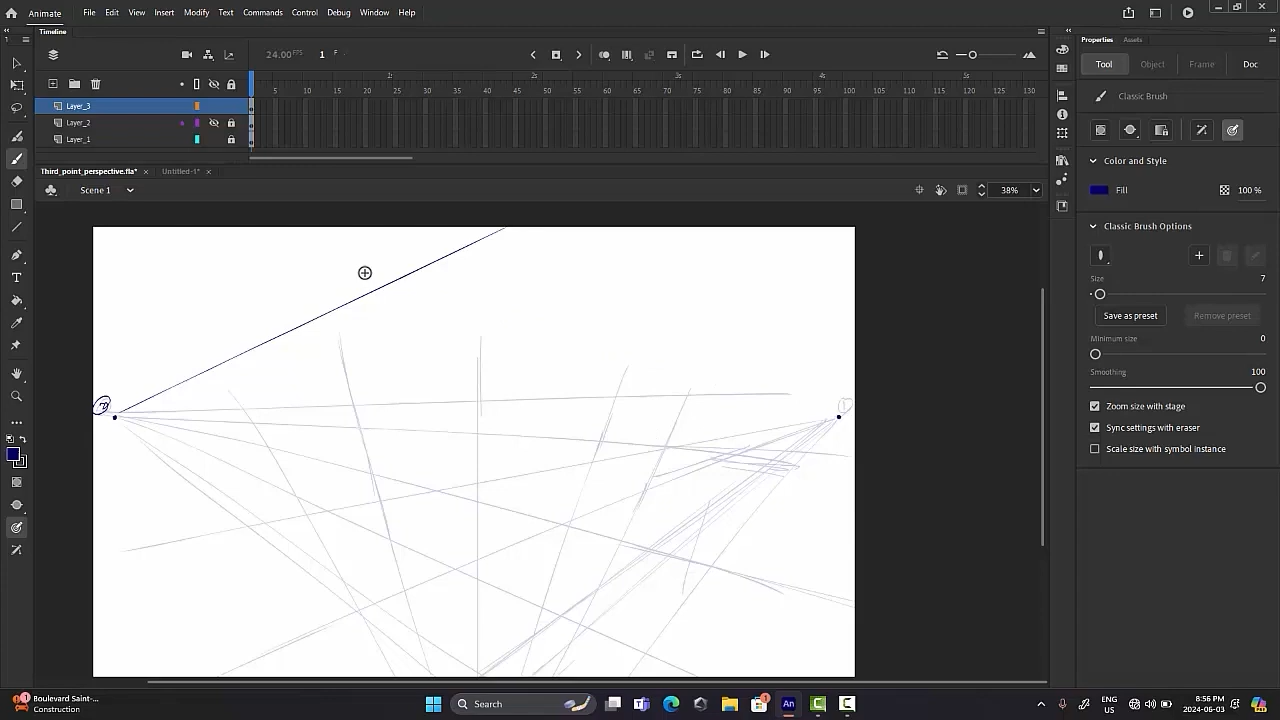 Animate File Edit View Insert Modify Text Commands Control Debug Window Help
Timeline
24.00 FPS 1 F
1s 2s 3s 4s 5s
5 10 15 20 25 30 35 40 45 50 55 60 65 70 75 80 85 90 95 100 105 110 115 120 125 130
Layer_3
Layer_2
Layer_1
Third_point_perspective.fla* × Untitled-1* ×
Scene 1
38%
Properties Assets
Tool Object Frame Doc
Classic Brush
Color and Style
Fill 100 %
Classic Brush Options
Size 7
Save as preset Remove preset
Minimum size 0
Smoothing 100
Zoom size with stage
Sync settings with eraser
Scale size with symbol instance
Boulevard Saint-...
Construction
Search
ENG
US
8:56 PM
2024-06-03